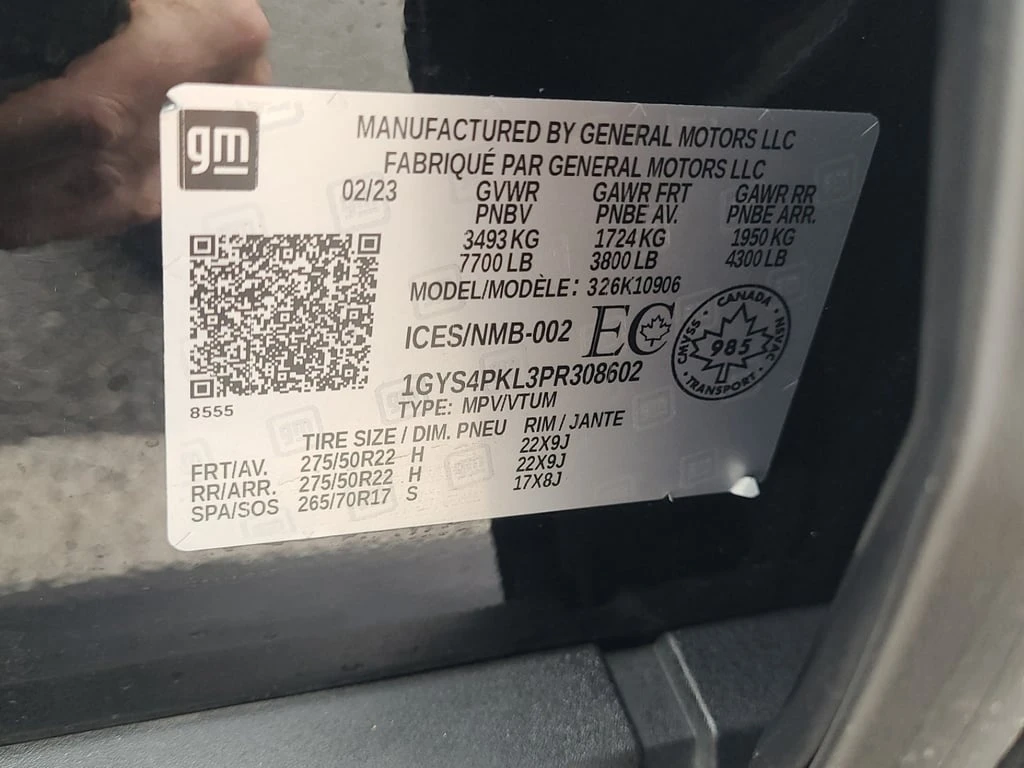 gm
MANUFACTURED BY GENERAL MOTORS LLC
FABRIQUÉ PAR GENERAL MOTORS LLC
02/23 GVWR GAWR FRT GAWR RR
PNBV PNBE AV. PNBE ARR.
3493 KG 1724 KG 1950 KG
7700 LB 3800 LB 4300 LB
MODEL/MODÈLE: 326K10906
ICES/NMB-002 EC
CANADA
CMVSS 985 NSVAC
TRANSPORT
1GYS4PKL3PR308602
8555
TYPE: MPV/VTUM
TIRE SIZE / DIM. PNEU RIM / JANTE
FRT/AV. 275/50R22 H 22X9J
RR/ARR. 275/50R22 H 22X9J
SPA/SOS 265/70R17 S 17X8J